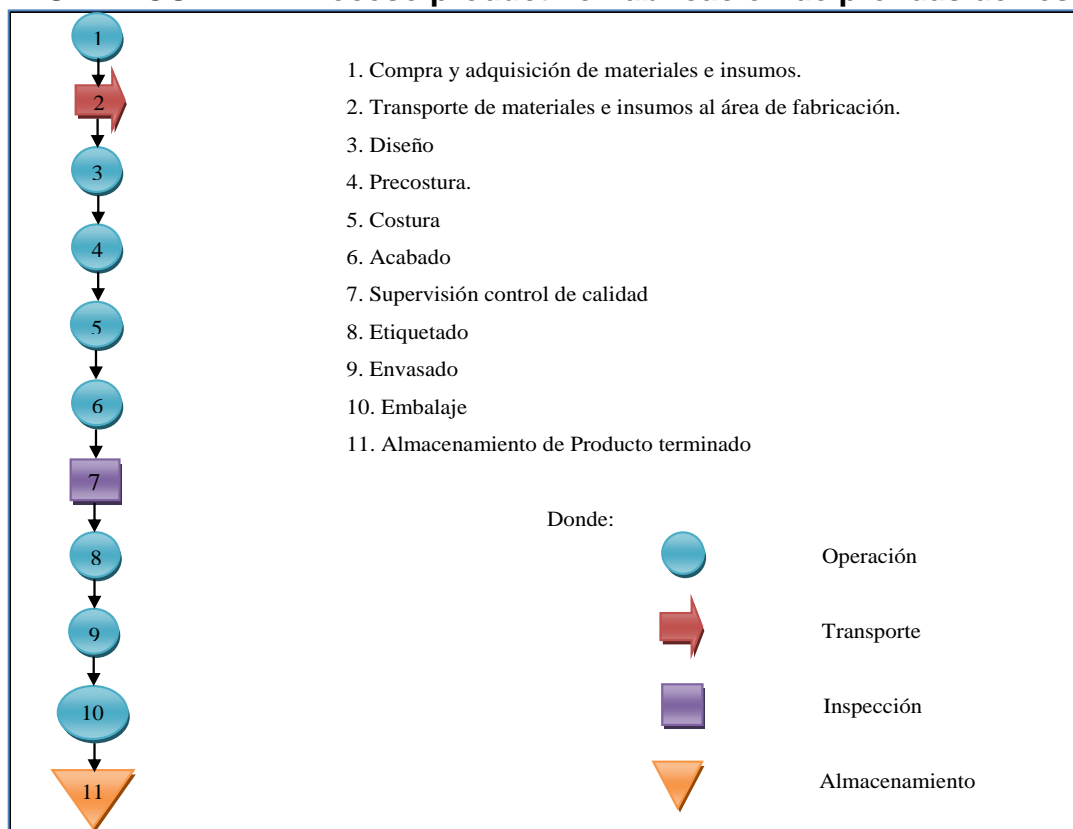 1
2
3
4
5
6
7
8
9
10
11
1. Compra y adquisición de materiales e insumos.
2. Transporte de materiales e insumos al área de fabricación.
3. Diseño
4. Precostura.
5. Costura
6. Acabado
7. Supervisión control de calidad
8. Etiquetado
9. Envasado
10. Embalaje
11. Almacenamiento de Producto terminado
Donde:
Operación
Transporte
Inspección
Almacenamiento